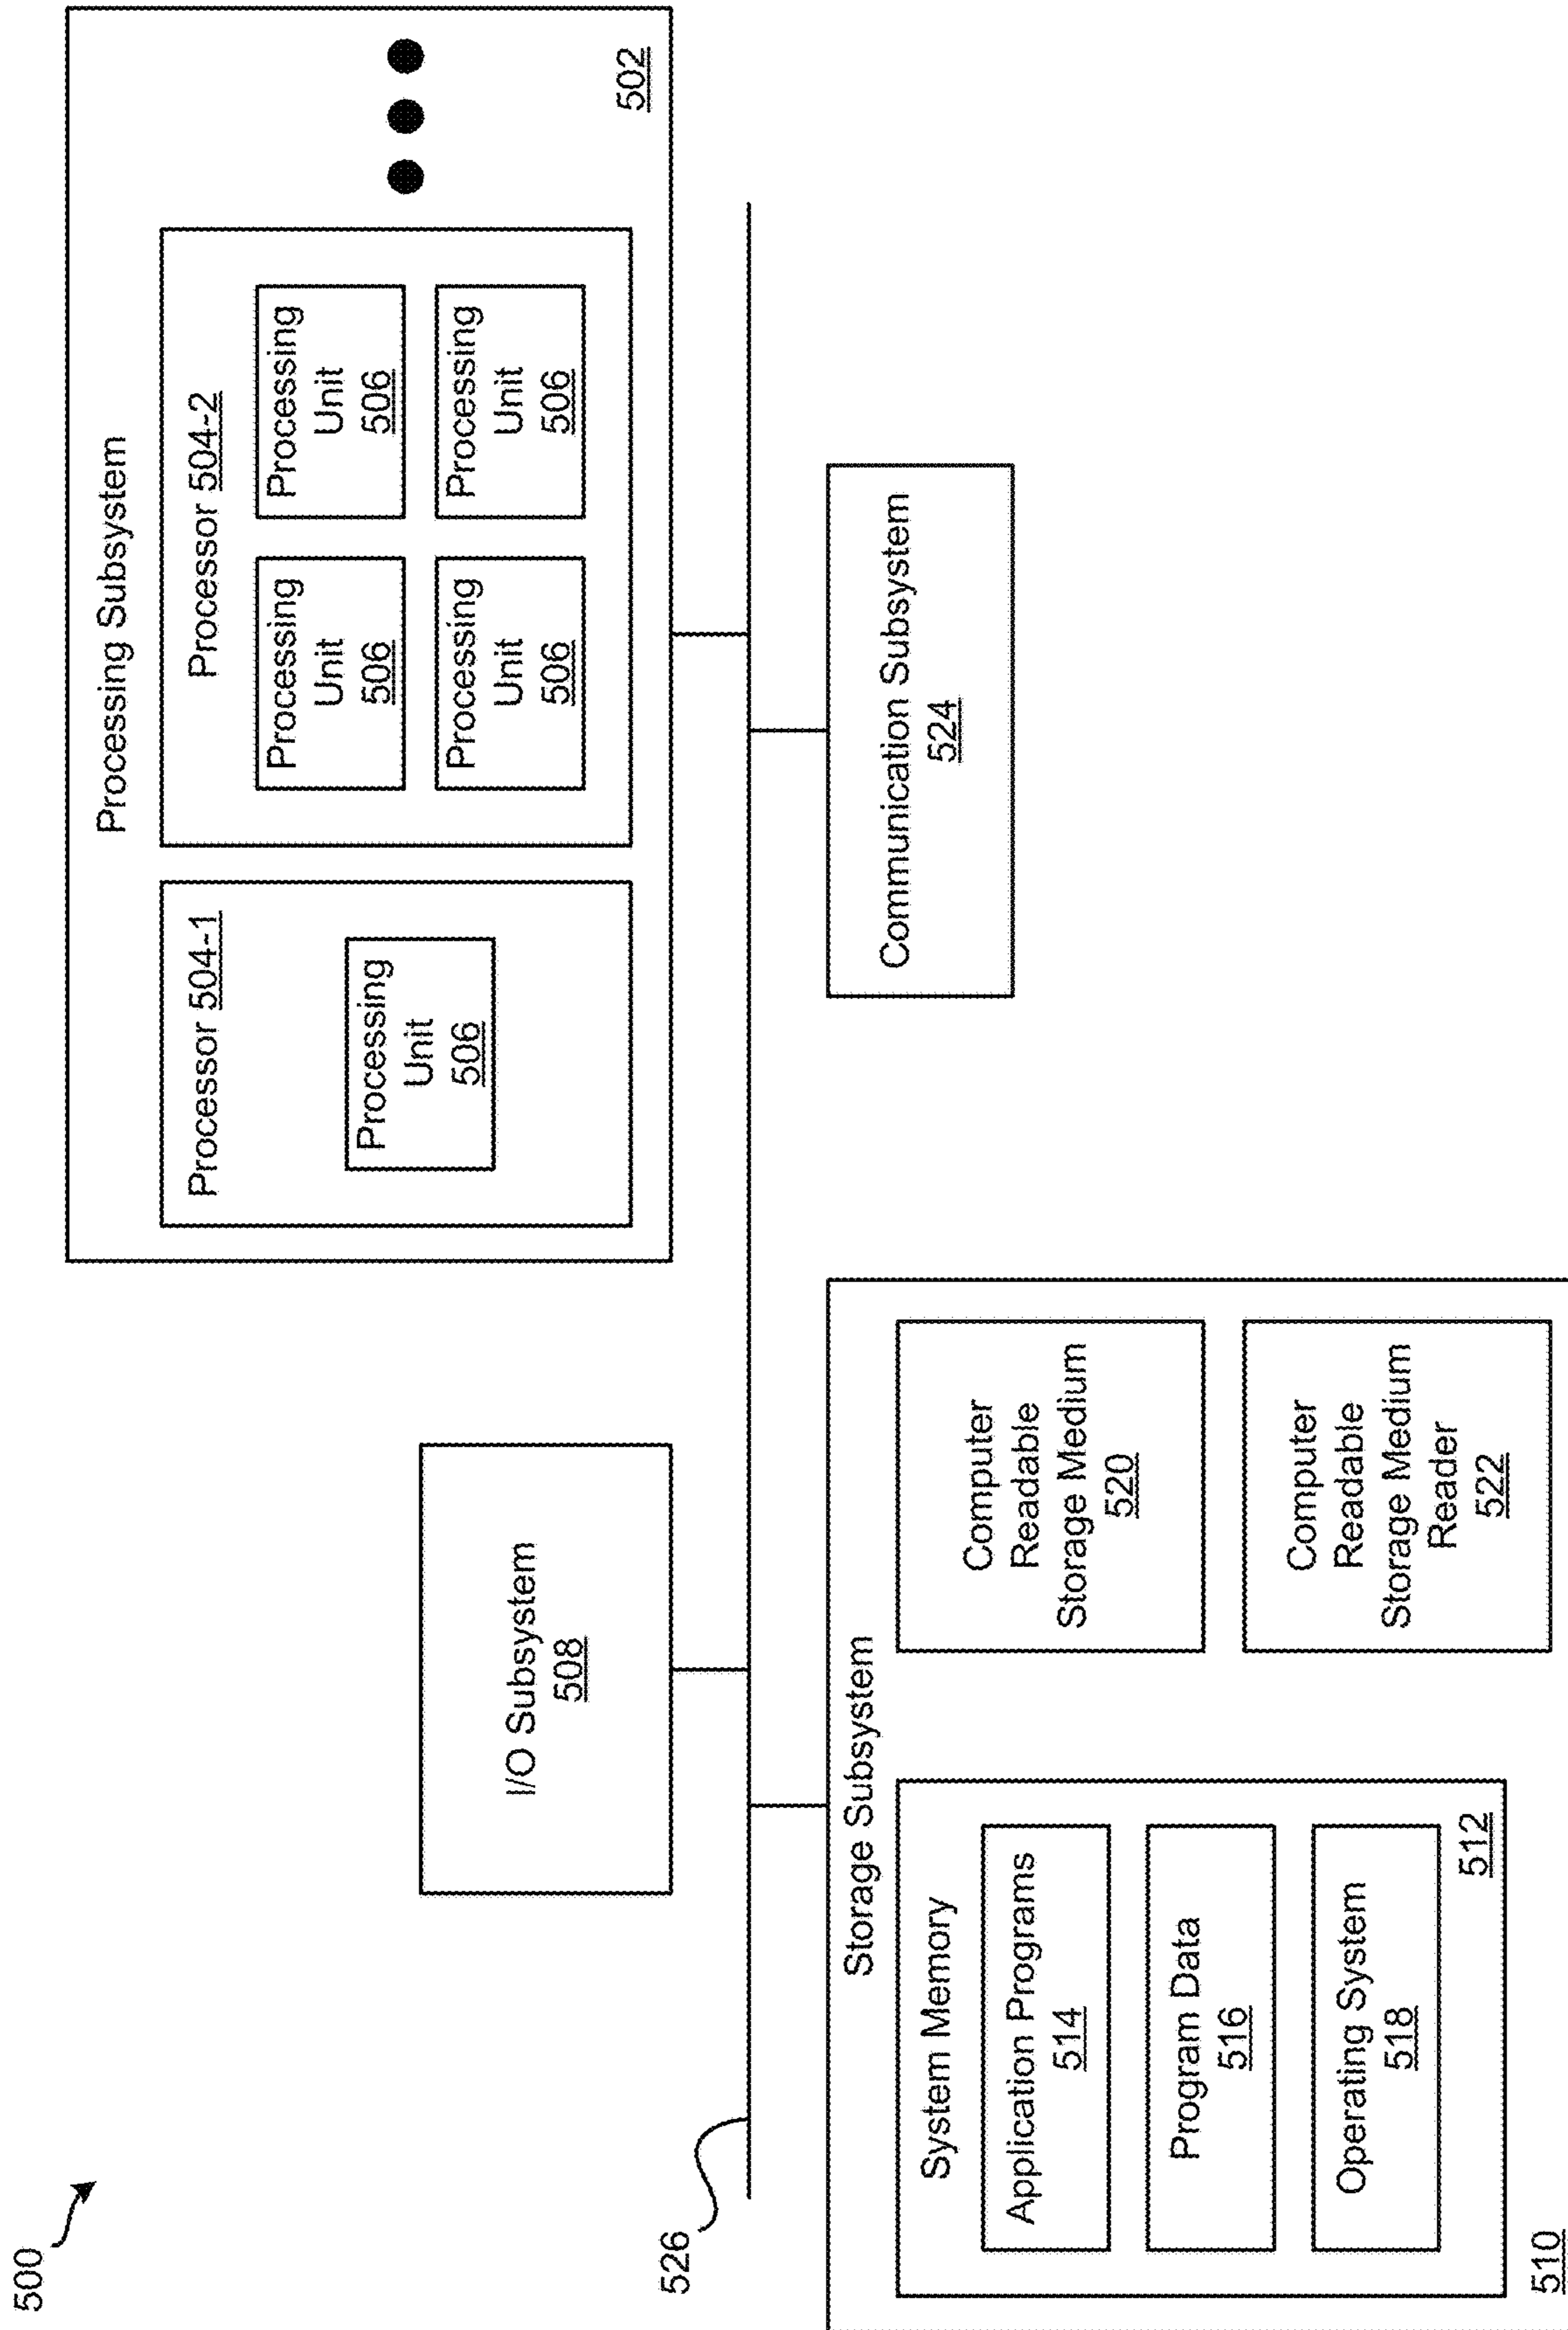 500
I/O Subsystem
508
Processing Subsystem
Processor 504-1
Processing
Unit
506
Processor 504-2
Processing
Unit
506
Processing
Unit
506
Processing
Unit
506
Processing
Unit
506
502
526
Storage Subsystem
System Memory
Application Programs
514
Program Data
516
Operating System
518
512
Computer
Readable
Storage Medium
520
Computer
Readable
Storage Medium
Reader
522
510
Communication Subsystem
524